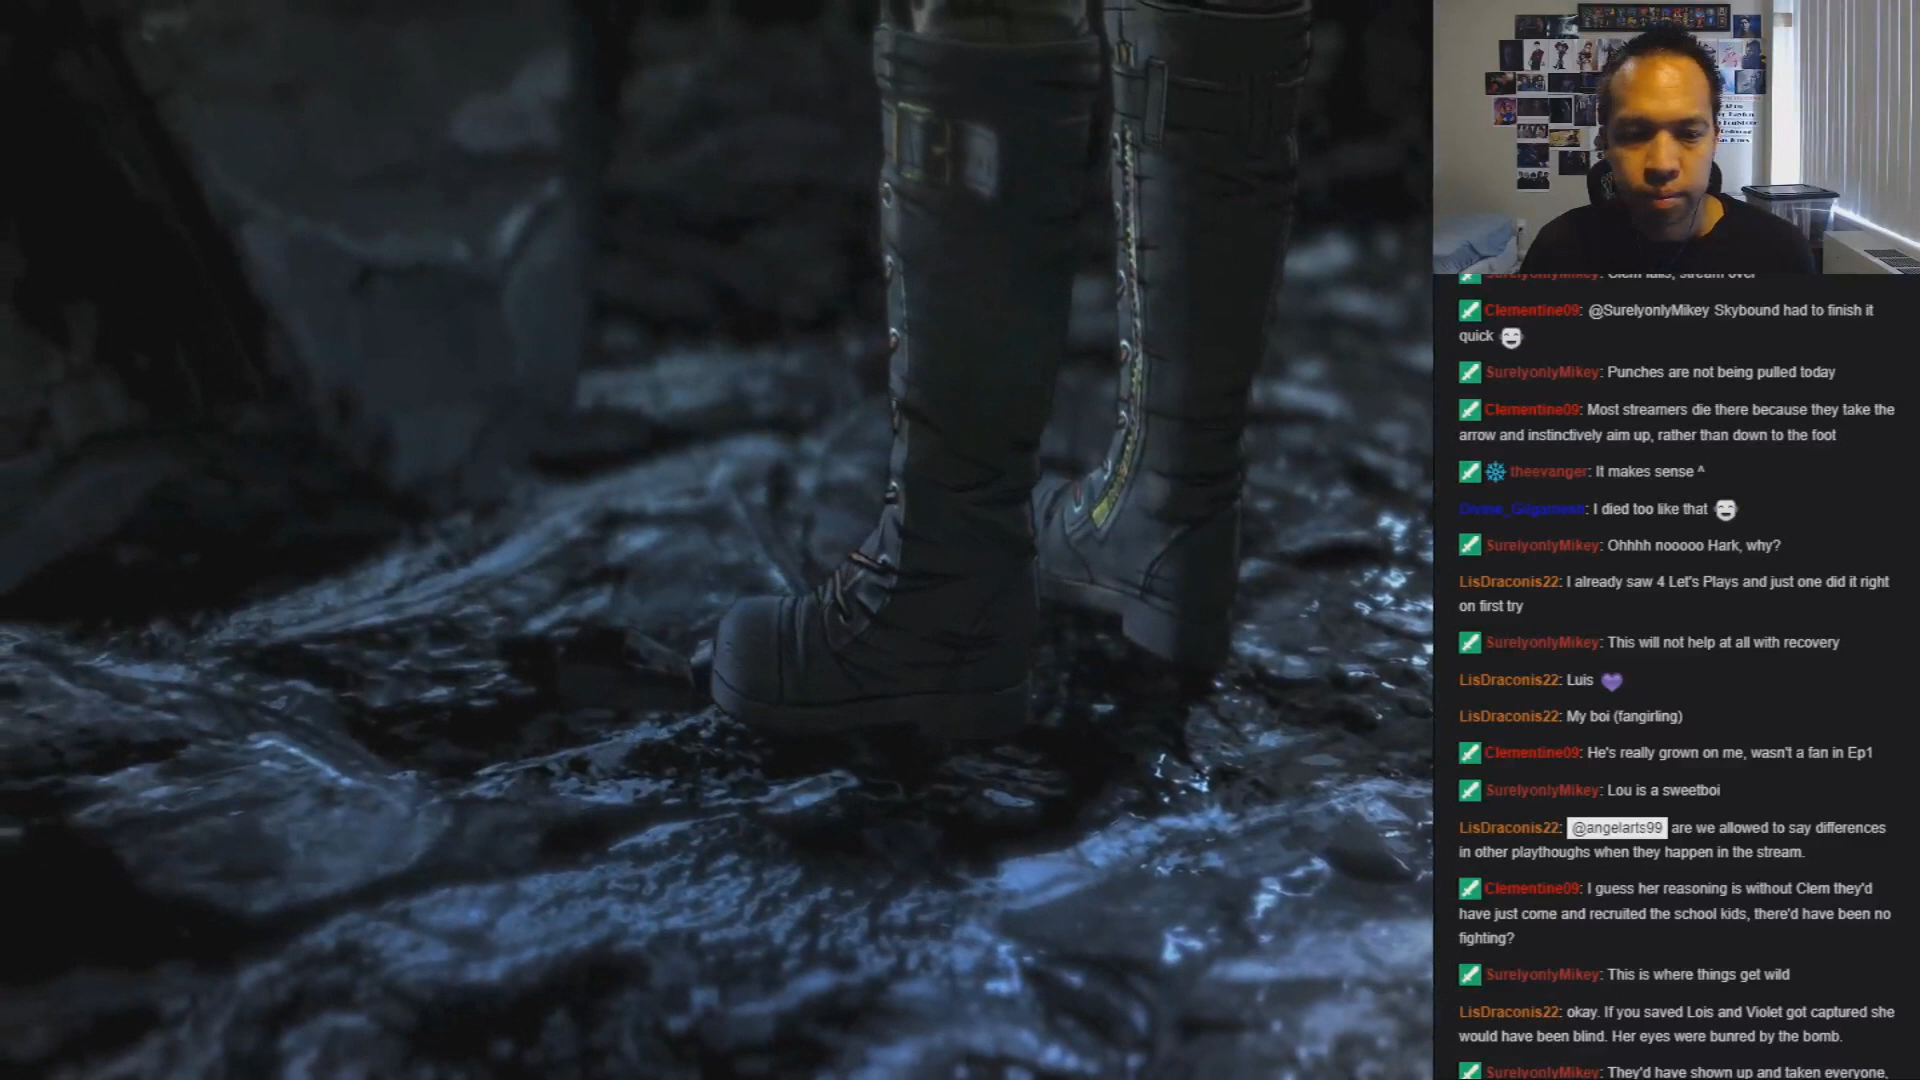 SurelyonlyMikey: Clem falls, stream over
Clementine09: @SurelyonlyMikey Skybound had to finish it
quick
SurelyonlyMikey: Punches are not being pulled today
Clementine09: Most streamers die there because they take the
arrow and instinctively aim up, rather than down to the foot
theevanger: It makes sense ^
Divine_Gilgamesh: I died too like that
SurelyonlyMikey: Ohhhh nooooo Hark, why?
LisDraconis22: I already saw 4 Let's Plays and just one did it right
on first try
SurelyonlyMikey: This will not help at all with recovery
LisDraconis22: Luis
LisDraconis22: My boi (fangirling)
Clementine09: He's really grown on me, wasn't a fan in Ep1
SurelyonlyMikey: Lou is a sweetboi
LisDraconis22: @angelarts99 are we allowed to say differences
in other playthoughs when they happen in the stream.
Clementine09: I guess her reasoning is without Clem they'd
have just come and recruited the school kids, there'd have been no
fighting?
SurelyonlyMikey: This is where things get wild
LisDraconis22: okay. If you saved Lois and Violet got captured she
would have been blind. Her eyes were bunred by the bomb.
SurelyonlyMikey: They'd have shown up and taken everyone,